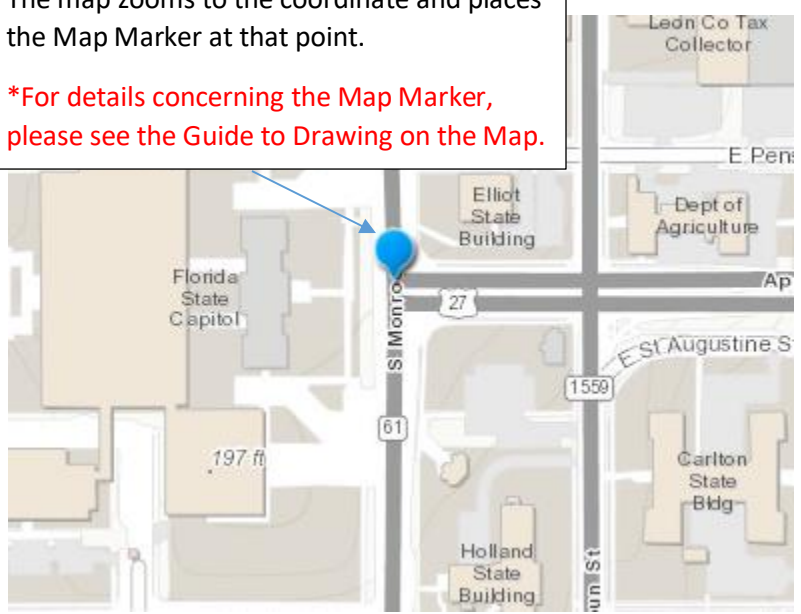 The map zooms to the coordinate and places
the Map Marker at that point.
*For details concerning the Map Marker,
please see the Guide to Drawing on the Map.
Leon Co Tax
Collector
E Pens
Elliot
State
Building
Dept of
Agriculture
Florida
State
Capitol
S Monro
27
Ap
E St Augustine S
1559
61
197 ft
Carlton
State
Bldg
Holland
State
Building
un St